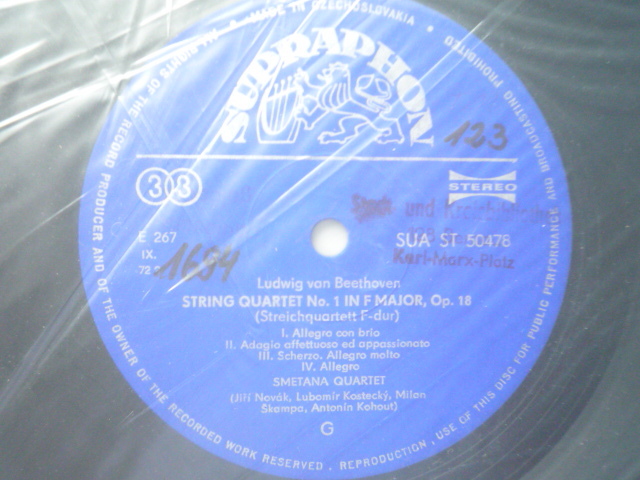 SUPRAPHON
MADE IN CZECHOSLOVAKIA
RIGHTS OF THE RECORD PRODUCER AND OF THE OWNER OF THE RECORDED WORK RESERVED. REPRODUCTION, USE OF THIS DISC FOR PUBLIC PERFORMANCE AND BROADCASTING PROHIBITED
123
33
STEREO
und
E 267
SUA ST 50478
IX.
72
1694
Karl-Marx-Platz
Ludwig van Beethoven
STRING QUARTET No. 1 IN F MAJOR, Op. 18
(Streichquartett F-dur)
I. Allegro con brio
II. Adagio affettuoso ed appassionato
III. Scherzo. Allegro molto
IV. Allegro
SMETANA QUARTET
(Jiří Novák, Lubomír Kostecký, Milan
Škampa, Antonín Kohout)
G